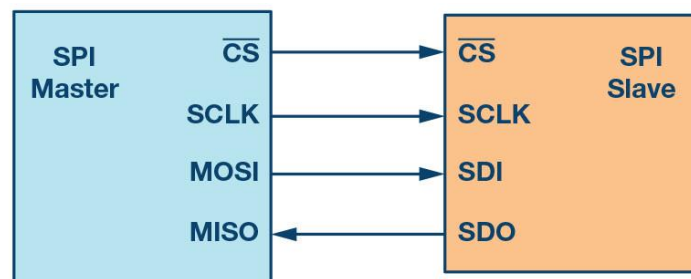 SPI
Master
CS
SCLK
MOSI
MISO
CS
SCLK
SDI
SDO
SPI
Slave